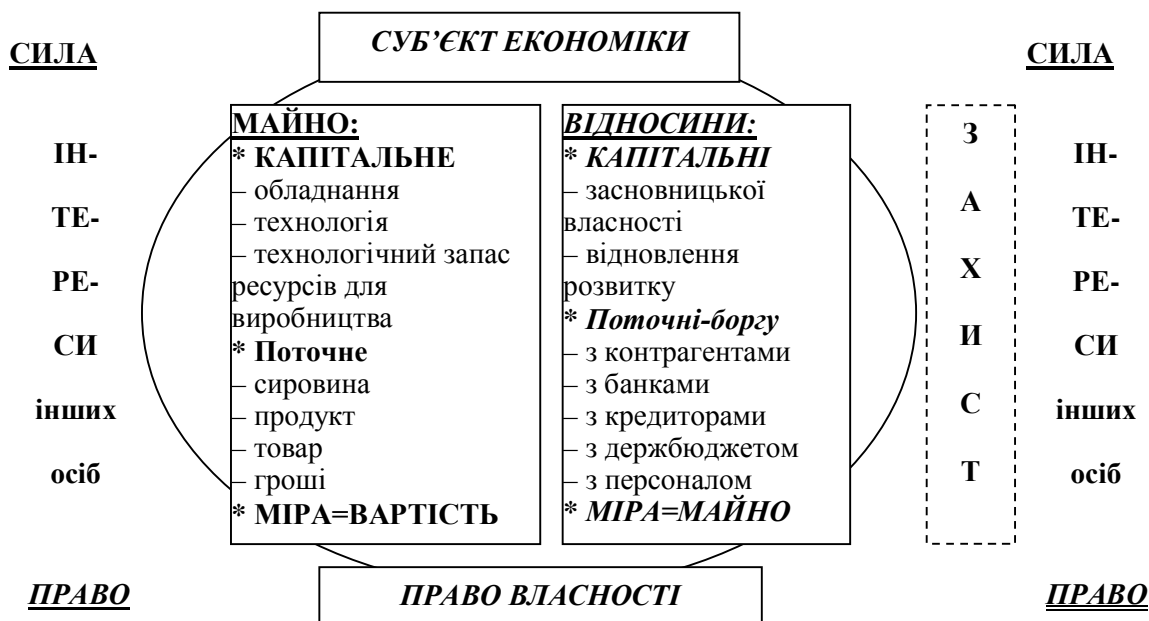 СУБ’ЄКТ ЕКОНОМІКИ
СИЛА
ІН-
ТЕ-
РЕ-
СИ
інших
осіб
ПРАВО
МАЙНО:
* КАПІТАЛЬНЕ
– обладнання
– технологія
– технологічний запас
ресурсів для
виробництва
* Поточне
– сировина
– продукт
– товар
– гроші
* МІРА=ВАРТІСТЬ
ВІДНОСИНИ:
* КАПІТАЛЬНІ
– засновницької
власності
– відновлення
розвитку
* Поточні-боргу
– з контрагентами
– з банками
– з кредиторами
– з держбюджетом
– з персоналом
* МІРА=МАЙНО
З
А
Х
И
С
Т
СИЛА
ІН-
ТЕ-
РЕ-
СИ
інших
осіб
ПРАВО
ПРАВО ВЛАСНОСТІ